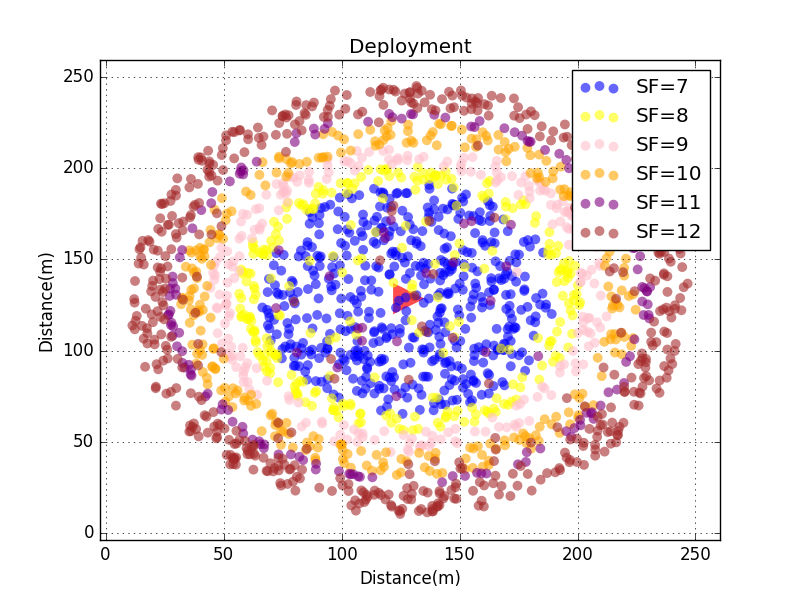 Deployment
250
200
150
100
50
0
Distance(m)
SF=7
SF=8
SF=9
SF=10
SF=11
SF=12
0 50 100 150 200 250
Distance(m)